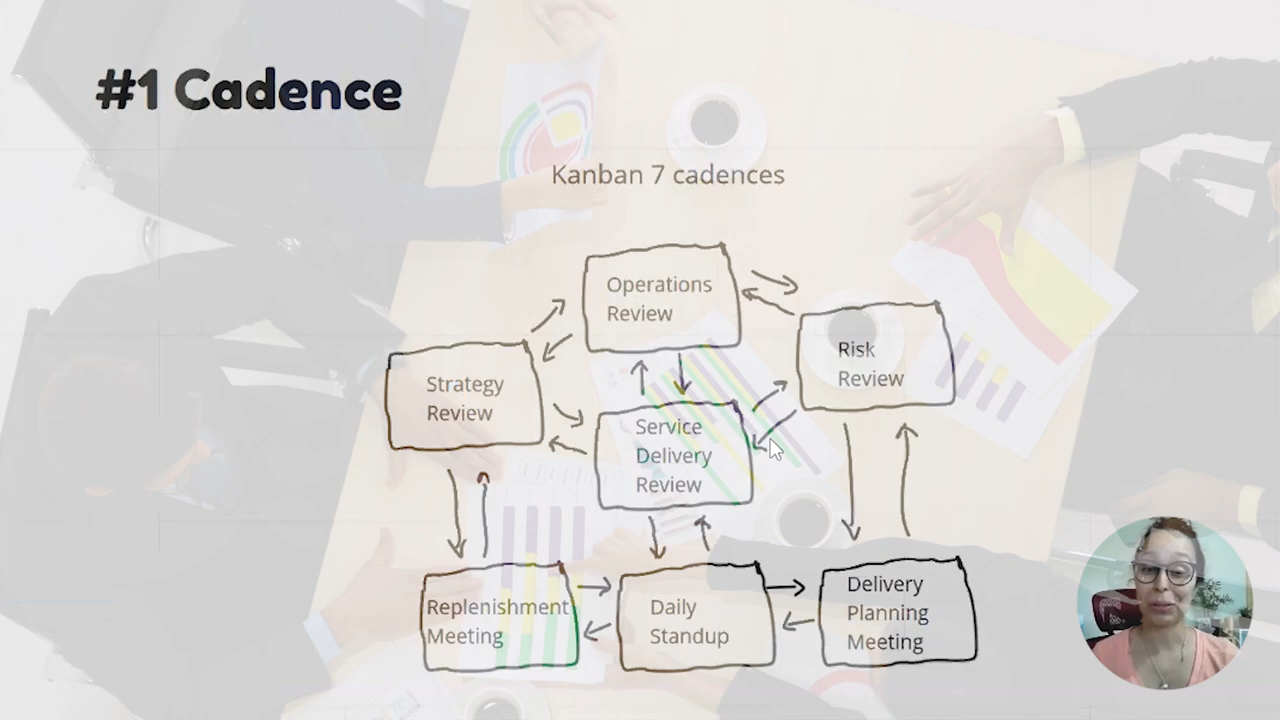 #1 Cadence
Kanban 7 cadences
Operations
Review
Risk
Review
Strategy
Review
Service
Delivery
Review
Replenishment
Meeting
Daily
Standup
Delivery
Planning
Meeting